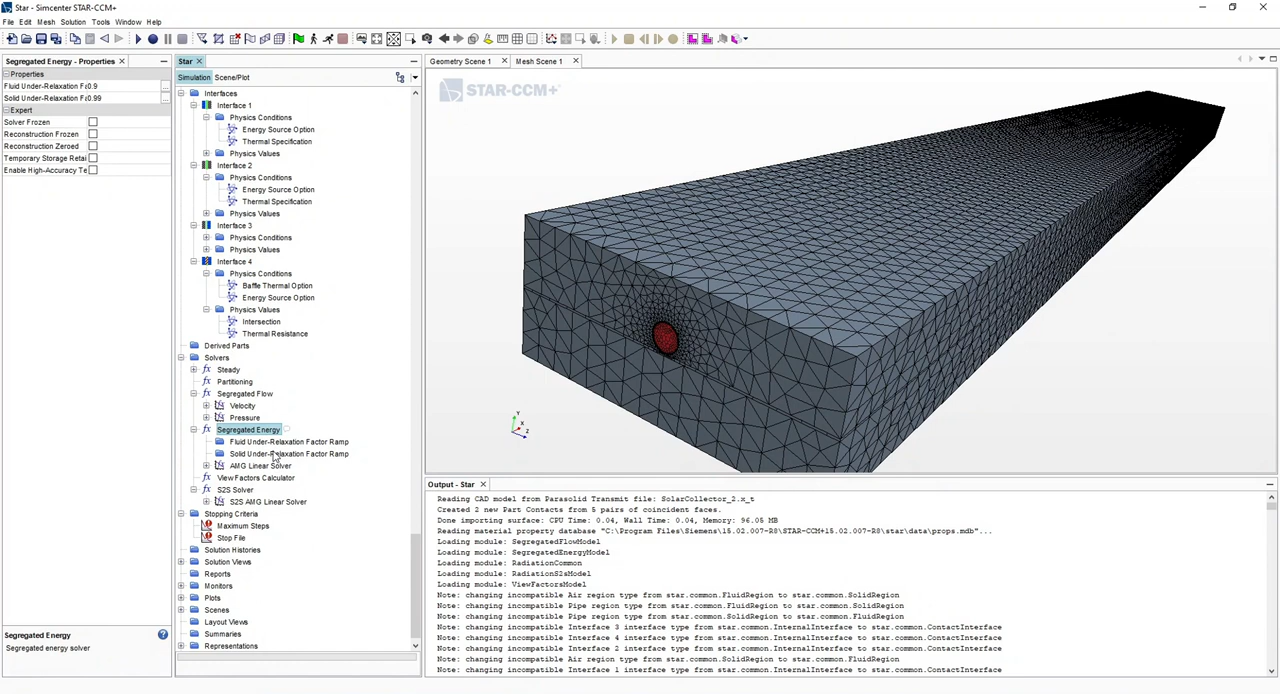 Star - Simcenter STAR-CCM+
File Edit Mesh Solution Tools Window Help
Segregated Energy - Properties
Properties
Fluid Under-Relaxation Fa 0.9
Solid Under-Relaxation Fa 0.99
Expert
Solver Frozen
Reconstruction Frozen
Reconstruction Zeroed
Temporary Storage Retai
Enable High-Accuracy Te
Segregated Energy
Segregated energy solver
Star
Simulation Scene/Plot
Interfaces
Interface 1
Physics Conditions
Energy Source Option
Thermal Specification
Physics Values
Interface 2
Physics Conditions
Energy Source Option
Thermal Specification
Physics Values
Interface 3
Physics Conditions
Physics Values
Interface 4
Physics Conditions
Baffle Thermal Option
Energy Source Option
Physics Values
Intersection
Thermal Resistance
Derived Parts
Solvers
Steady
Partitioning
Segregated Flow
Velocity
Pressure
Segregated Energy
Fluid Under-Relaxation Factor Ramp
Solid Under-Relaxation Factor Ramp
AMG Linear Solver
View Factors Calculator
S2S Solver
S2S AMG Linear Solver
Stopping Criteria
Maximum Steps
Stop File
Solution Histories
Solution Views
Reports
Monitors
Plots
Scenes
Layout Views
Summaries
Representations
Geometry Scene 1 Mesh Scene 1
STAR-CCM+
Y
X
Z
Output - Star
Reading CAD model from Parasolid Transmit file: SolarCollector_2.x_t
Created 2 new Part Contacts from 5 pairs of coincident faces.
Done importing surface: CPU Time: 0.04, Wall Time: 0.04, Memory: 96.05 MB
Reading material property database "C:\Program Files\Siemens\15.02.007-R8\STAR-CCM+15.02.007-R8\star\data\props.mdb"...
Loading module: SegregatedFlowModel
Loading module: SegregatedEnergyModel
Loading module: RadiationCommon
Loading module: RadiationS2sModel
Loading module: ViewFactorsModel
Note: changing incompatible Air region type from star.common.FluidRegion to star.common.SolidRegion
Note: changing incompatible Pipe region type from star.common.FluidRegion to star.common.SolidRegion
Note: changing incompatible Pipe region type from star.common.SolidRegion to star.common.FluidRegion
Note: changing incompatible Interface 3 interface type from star.common.InternalInterface to star.common.ContactInterface
Note: changing incompatible Interface 4 interface type from star.common.InternalInterface to star.common.ContactInterface
Note: changing incompatible Interface 2 interface type from star.common.InternalInterface to star.common.ContactInterface
Note: changing incompatible Air region type from star.common.SolidRegion to star.common.FluidRegion
Note: changing incompatible Interface 1 interface type from star.common.InternalInterface to star.common.ContactInterface